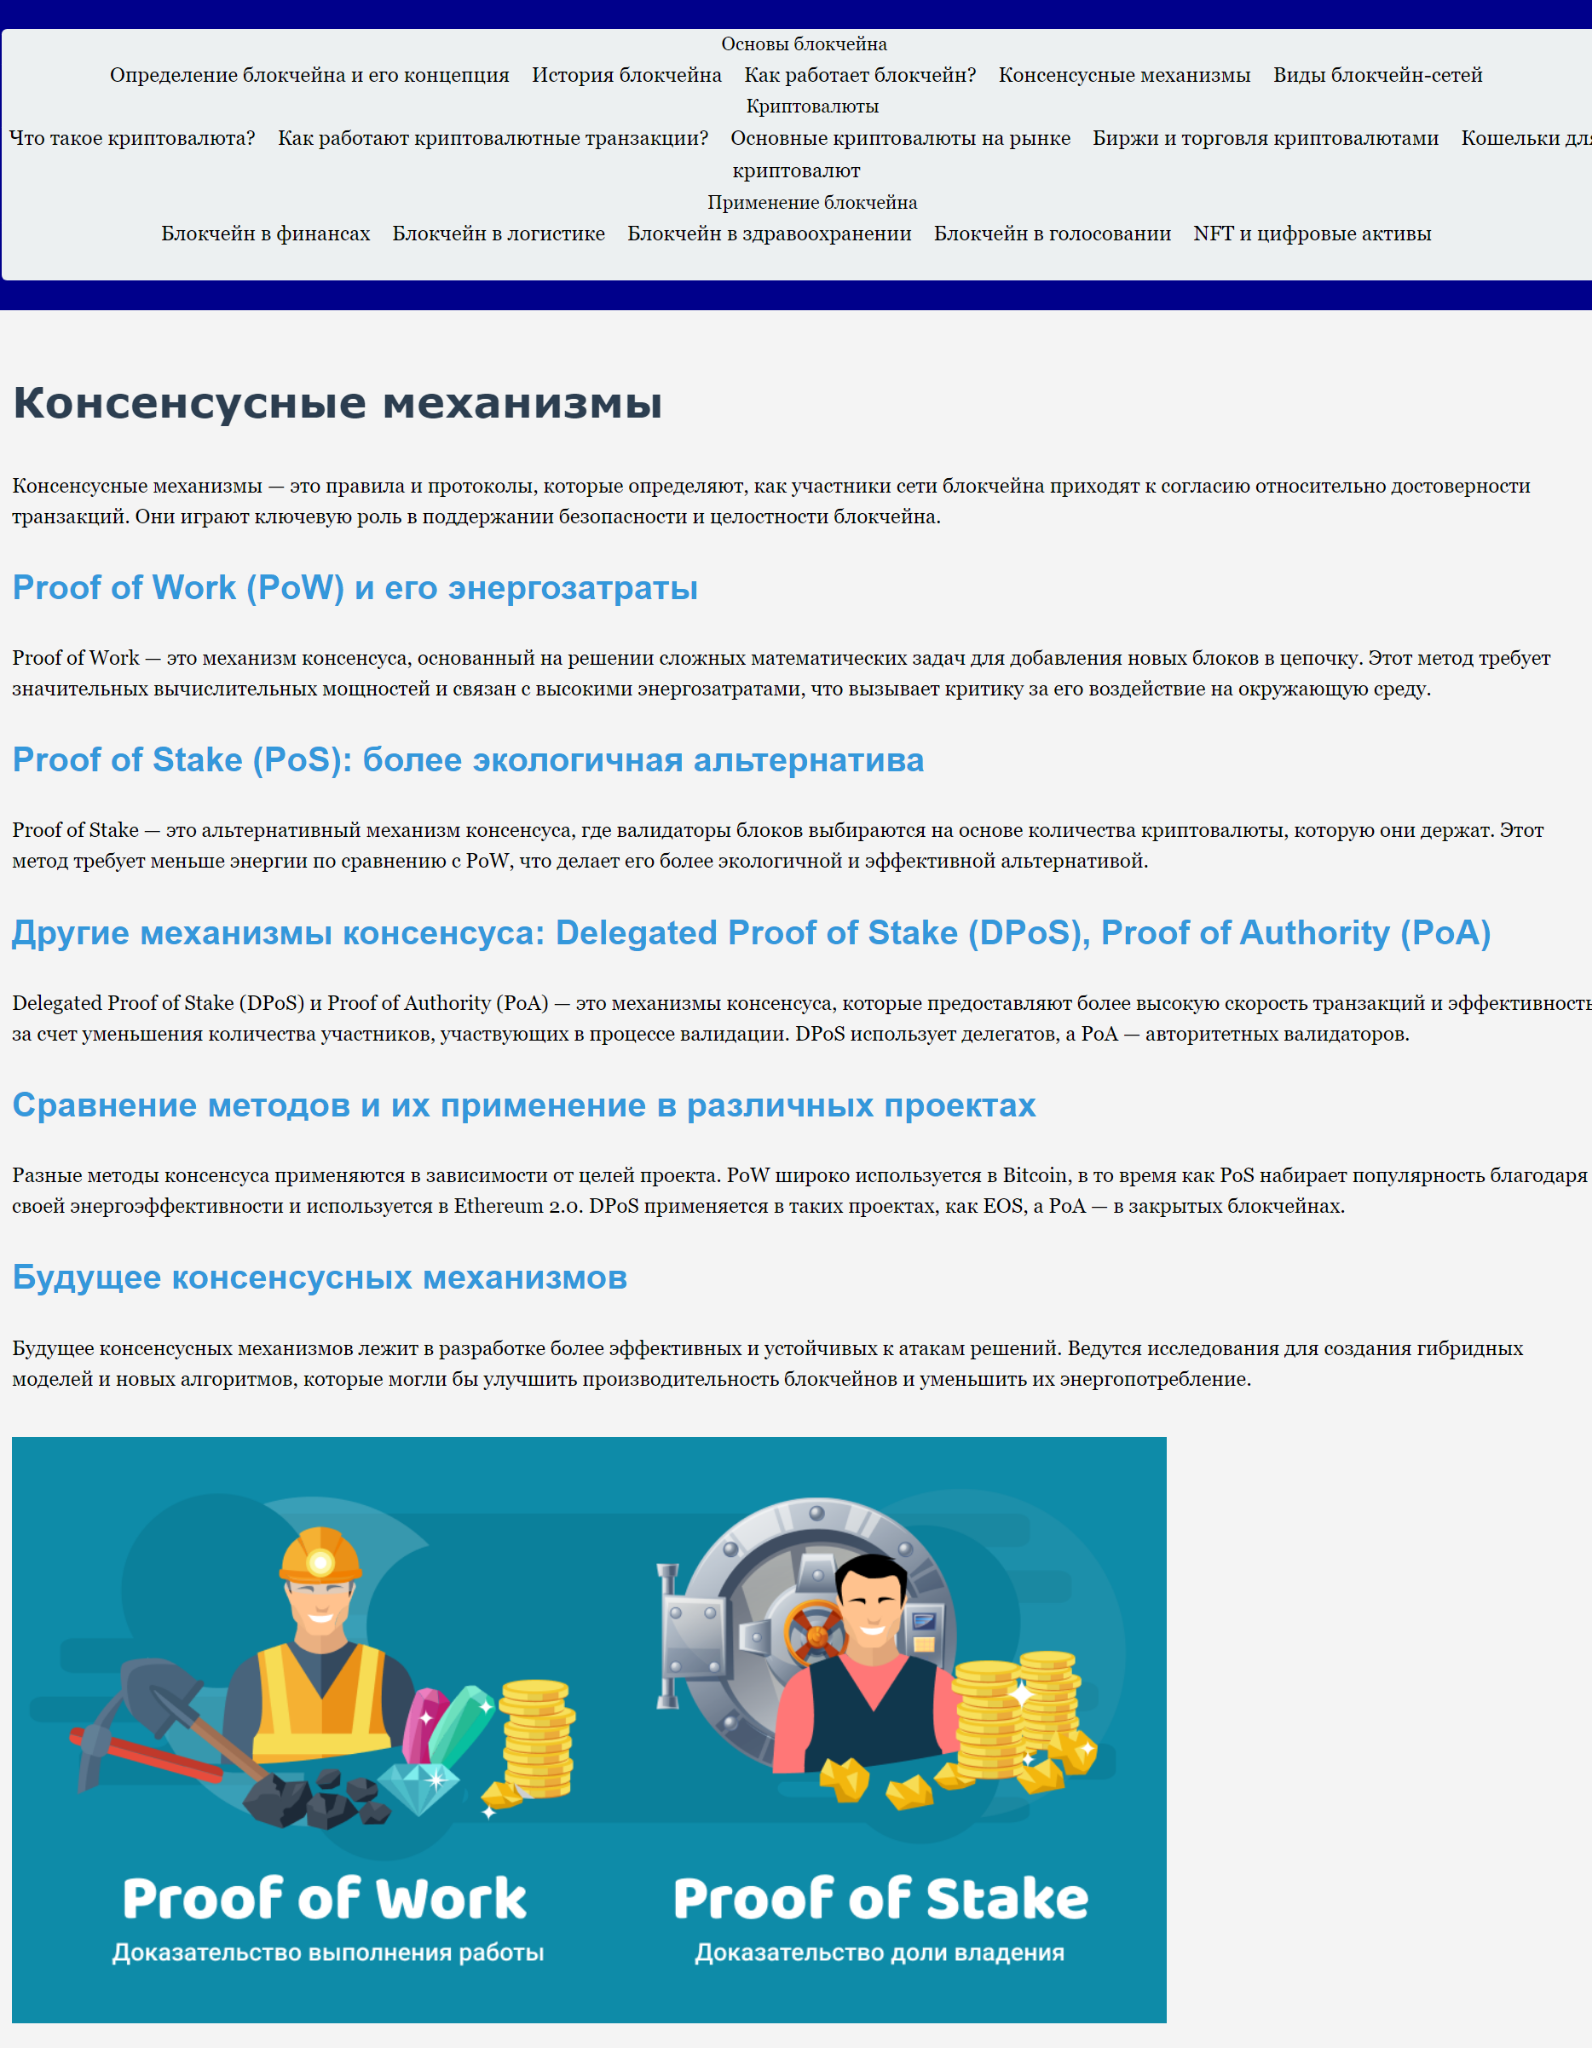 Основы блокчейна
Определение блокчейна и его концепция История блокчейна Как работает блокчейн? Консенсусные механизмы Виды блокчейн-сетей
Криптовалюты
Что такое криптовалюта? Как работают криптовалютные транзакции? Основные криптовалюты на рынке Биржи и торговля криптовалютами Кошельки для
криптовалют
Применение блокчейна
Блокчейн в финансах Блокчейн в логистике Блокчейн в здравоохранении Блокчейн в голосовании NFT и цифровые активы
Консенсусные механизмы
Консенсусные механизмы — это правила и протоколы, которые определяют, как участники сети блокчейна приходят к согласию относительно достоверности
транзакций. Они играют ключевую роль в поддержании безопасности и целостности блокчейна.
Proof of Work (PoW) и его энергозатраты
Proof of Work — это механизм консенсуса, основанный на решении сложных математических задач для добавления новых блоков в цепочку. Этот метод требует
значительных вычислительных мощностей и связан с высокими энергозатратами, что вызывает критику за его воздействие на окружающую среду.
Proof of Stake (PoS): более экологичная альтернатива
Proof of Stake — это альтернативный механизм консенсуса, где валидаторы блоков выбираются на основе количества криптовалюты, которую они держат. Этот
метод требует меньше энергии по сравнению с PoW, что делает его более экологичной и эффективной альтернативой.
Другие механизмы консенсуса: Delegated Proof of Stake (DPoS), Proof of Authority (PoA)
Delegated Proof of Stake (DPoS) и Proof of Authority (PoA) — это механизмы консенсуса, которые предоставляют более высокую скорость транзакций и эффективность
за счет уменьшения количества участников, участвующих в процессе валидации. DPoS использует делегатов, а PoA — авторитетных валидаторов.
Сравнение методов и их применение в различных проектах
Разные методы консенсуса применяются в зависимости от целей проекта. PoW широко используется в Bitcoin, в то время как PoS набирает популярность благодаря
своей энергоэффективности и используется в Ethereum 2.0. DPoS применяется в таких проектах, как EOS, а PoA — в закрытых блокчейнах.
Будущее консенсусных механизмов
Будущее консенсусных механизмов лежит в разработке более эффективных и устойчивых к атакам решений. Ведутся исследования для создания гибридных
моделей и новых алгоритмов, которые могли бы улучшить производительность блокчейнов и уменьшить их энергопотребление.
Proof of Work
Доказательство выполнения работы
Proof of Stake
Доказательство доли владения